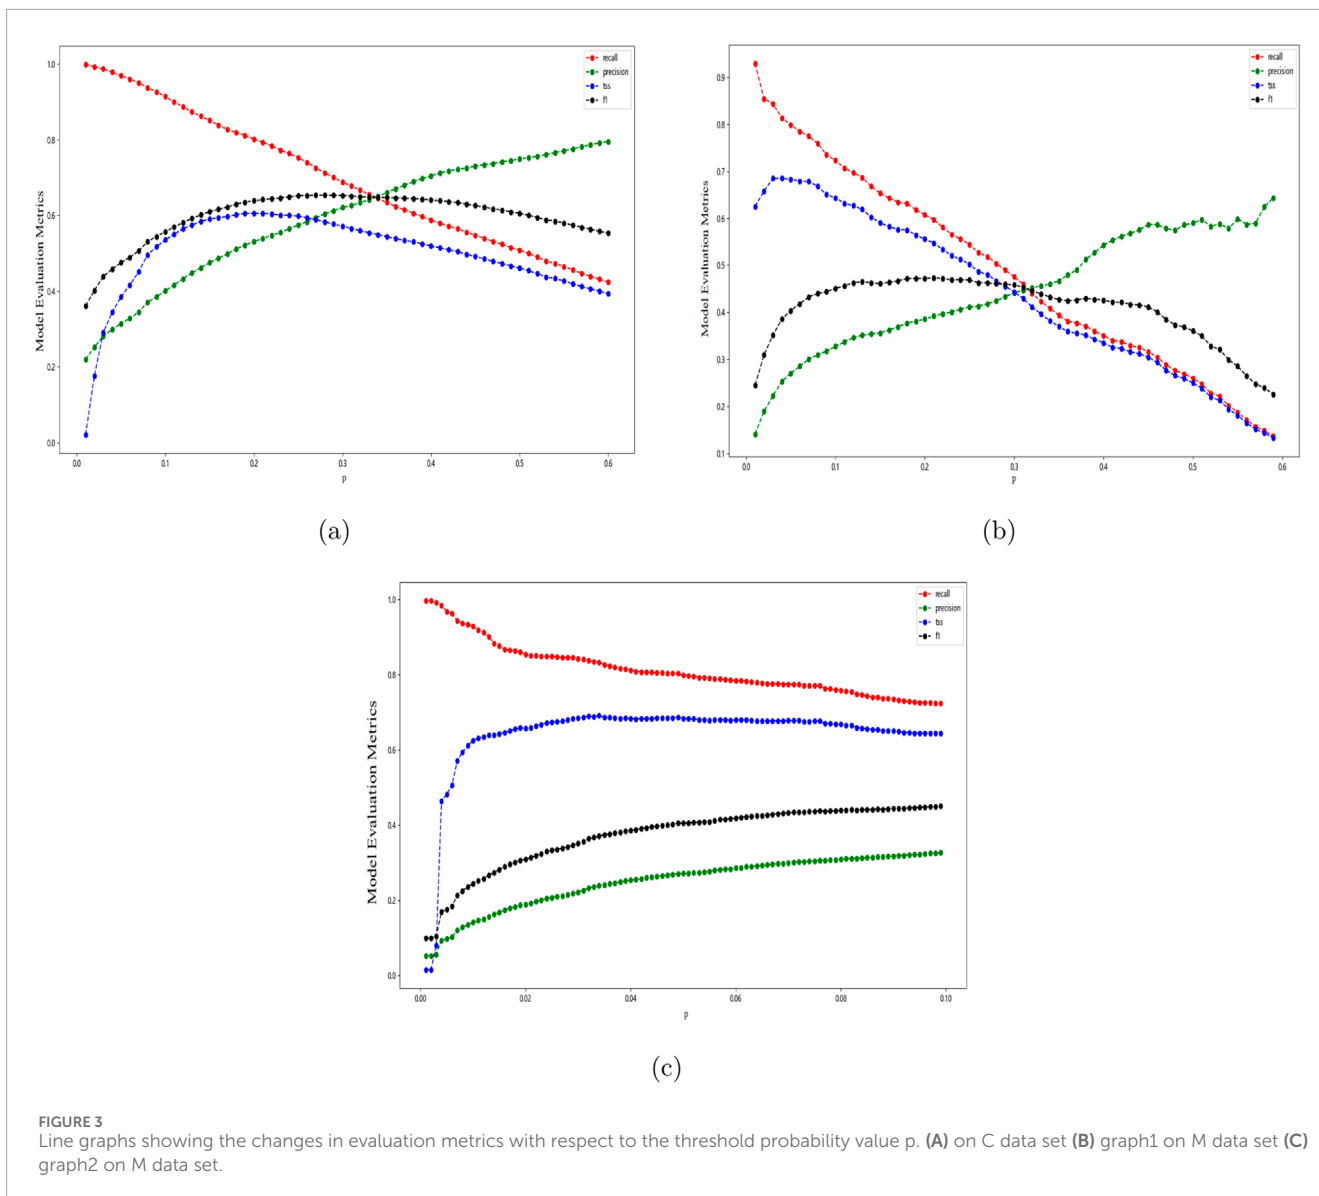 recall
precision
tss
f1
1.0
0.8
0.6
0.4
0.2
0.0
Model Evaluation Metrics
0.0 0.1 0.2 0.3 0.4 0.5 0.6
p
(a)
recall
precision
tss
f1
0.9
0.8
0.7
0.6
0.5
0.4
0.3
0.2
0.1
Model Evaluation Metrics
0.0 0.1 0.2 0.3 0.4 0.5 0.6
p
(b)
recall
precision
tss
f1
1.0
0.8
0.6
0.4
0.2
0.0
Model Evaluation Metrics
0.00 0.02 0.04 0.06 0.08 0.10
p
(c)
FIGURE 3
Line graphs showing the changes in evaluation metrics with respect to the threshold probability value p. (A) on C data set (B) graph1 on M data set (C)
graph2 on M data set.